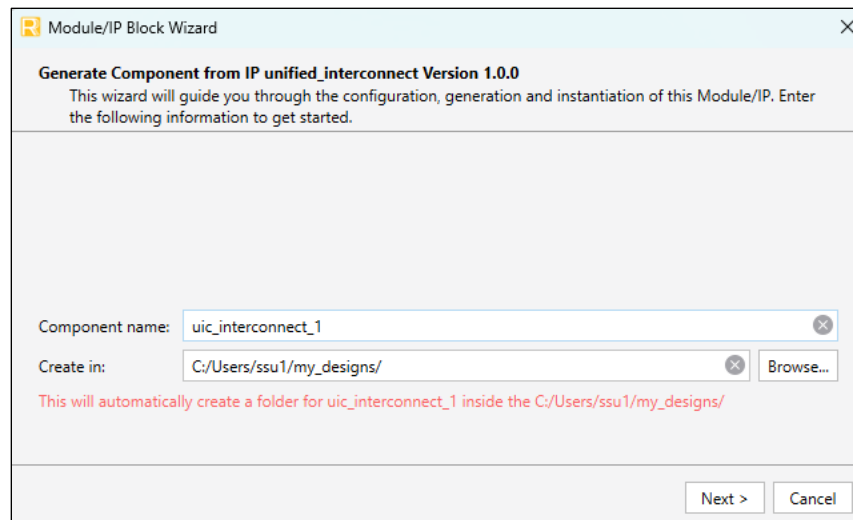 Module/IP Block Wizard
Generate Component from IP unified_interconnect Version 1.0.0
This wizard will guide you through the configuration, generation and instantiation of this Module/IP. Enter
the following information to get started.
Component name: uic_interconnect_1
Create in: C:/Users/ssu1/my_designs/ Browse...
This will automatically create a folder for uic_interconnect_1 inside the C:/Users/ssu1/my_designs/
Next > Cancel